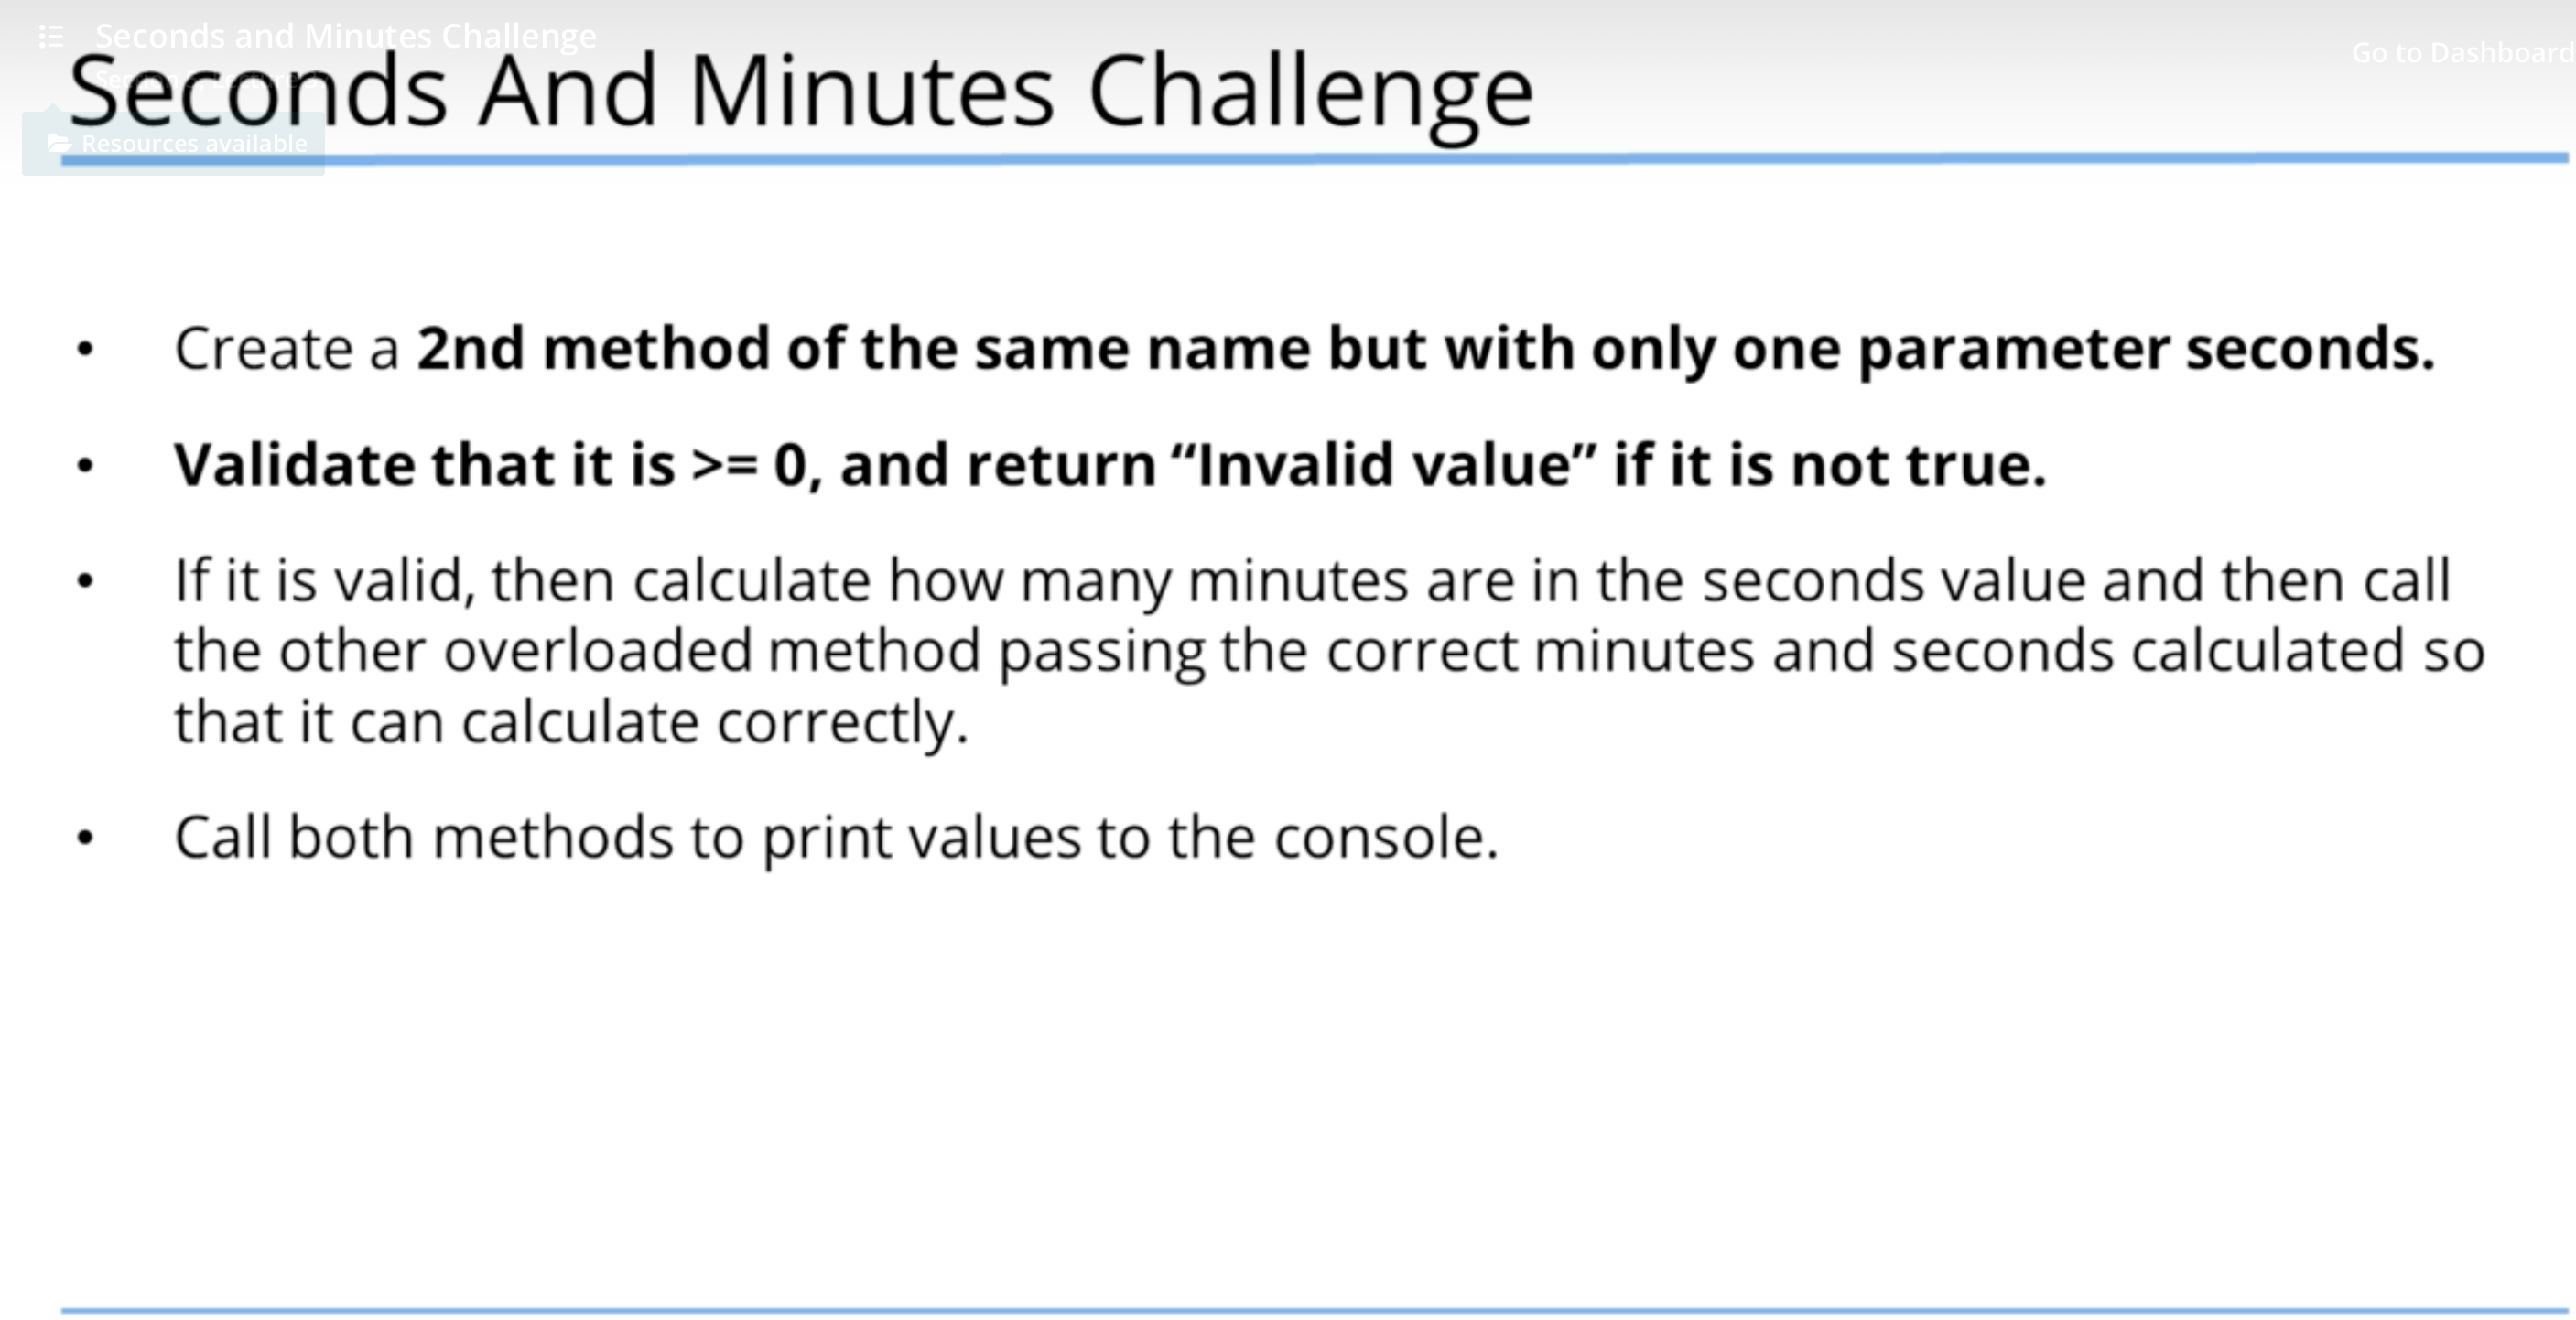 Seconds and Minutes Challenge
Go to Dashboard
Seconds And Minutes Challenge
Resources available
• Create a 2nd method of the same name but with only one parameter seconds.
• Validate that it is >= 0, and return “Invalid value” if it is not true.
• If it is valid, then calculate how many minutes are in the seconds value and then call
the other overloaded method passing the correct minutes and seconds calculated so
that it can calculate correctly.
• Call both methods to print values to the console.